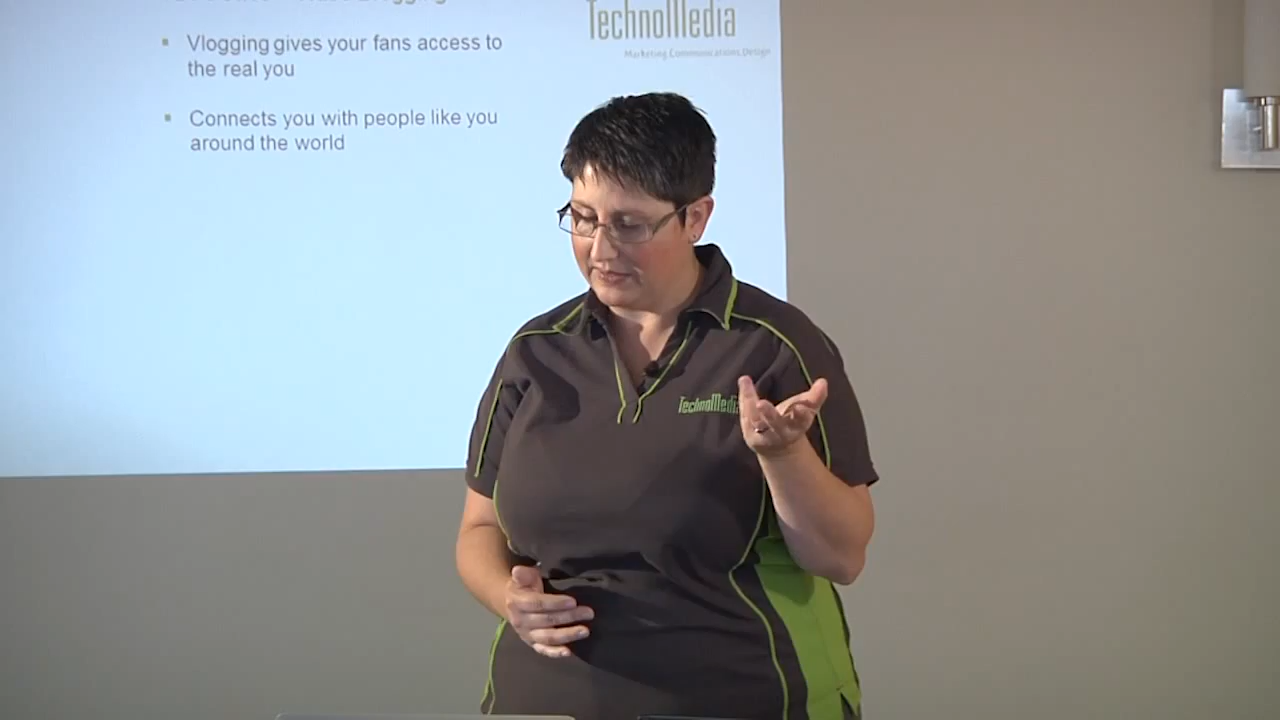 TechnoMedia
Marketing.Communications.Design
Vlogging gives your fans access to
the real you
Connects you with people like you
around the world
TechnoMedia